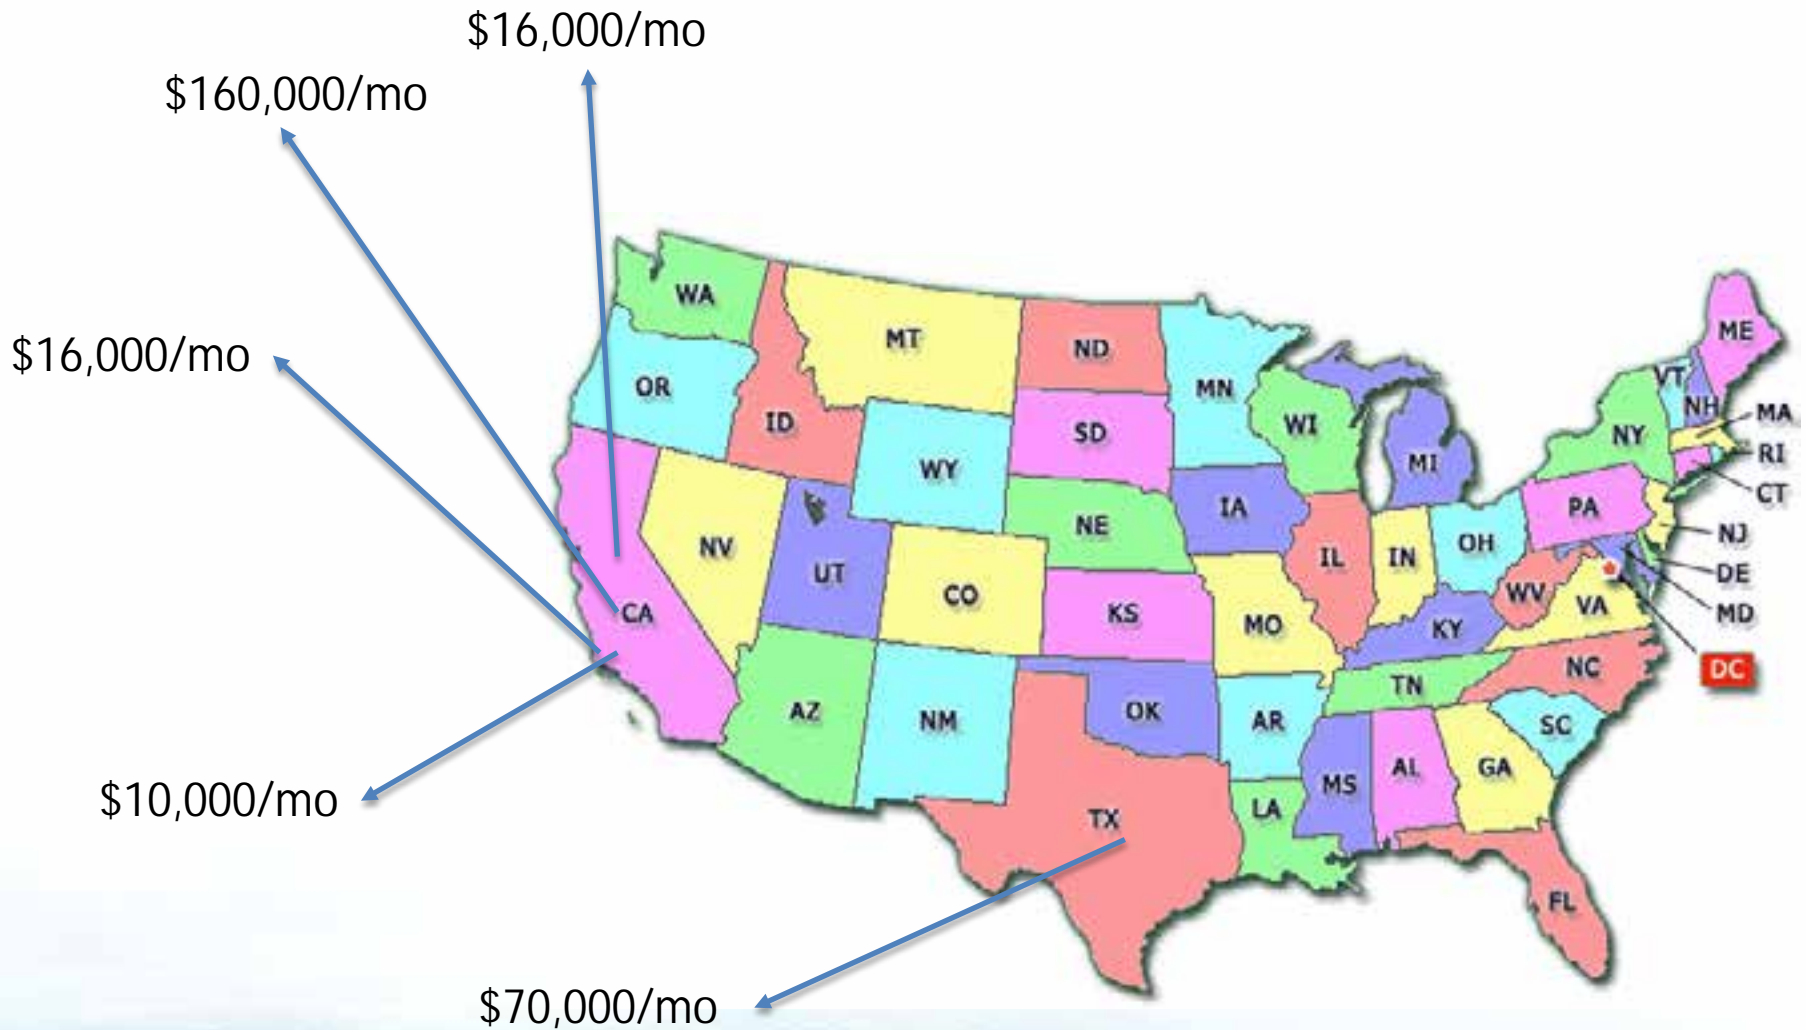 $16,000/mo
$160,000/mo
$16,000/mo
$10,000/mo
$70,000/mo
WA
OR
ID
MT
ND
MN
SD
WY
WI
MI
NE
IA
NV
UT
CO
CA
KS
MO
IL
IN
OH
KY
WV
VA
PA
NY
VT
NH
ME
MA
RI
CT
NJ
DE
MD
DC
AZ
NM
OK
AR
TN
NC
SC
TX
LA
MS
AL
GA
FL